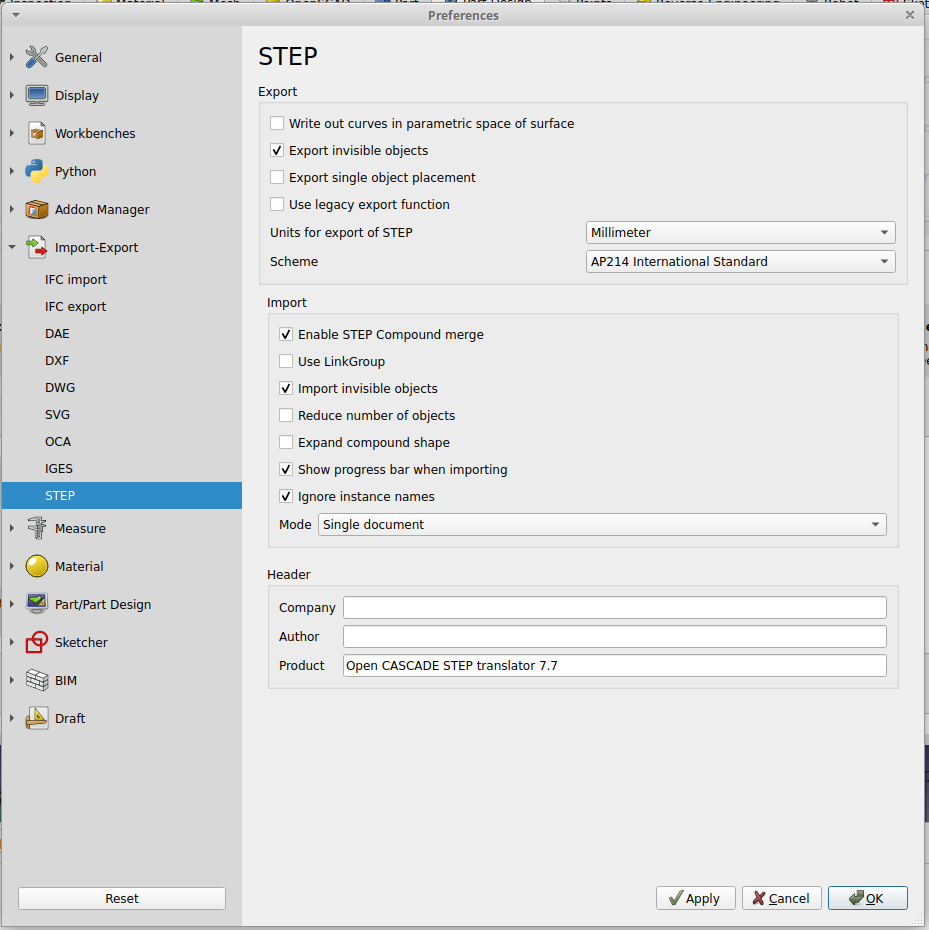 Preferences
General
Display
Workbenches
Python
Addon Manager
Import-Export
IFC import
IFC export
DAE
DXF
DWG
SVG
OCA
IGES
STEP
Measure
Material
Part/Part Design
Sketcher
BIM
Draft
Reset
STEP
Export
Write out curves in parametric space of surface
Export invisible objects
Export single object placement
Use legacy export function
Units for export of STEP Millimeter
Scheme AP214 International Standard
Import
Enable STEP Compound merge
Use LinkGroup
Import invisible objects
Reduce number of objects
Expand compound shape
Show progress bar when importing
Ignore instance names
Mode Single document
Header
Company
Author
Product Open CASCADE STEP translator 7.7
Apply Cancel OK